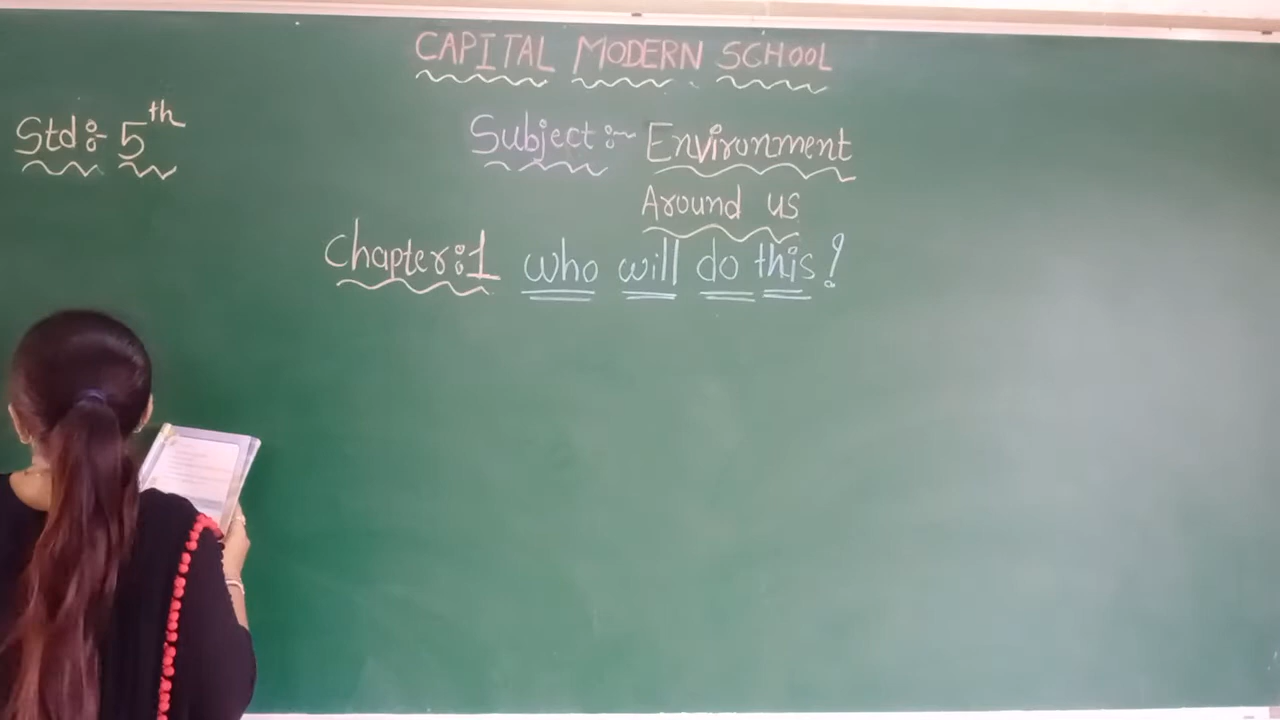 CAPITAL MODERN SCHOOL
Std:- 5th
Subject:- Environment
Around us
Chapter:1 who will do this!